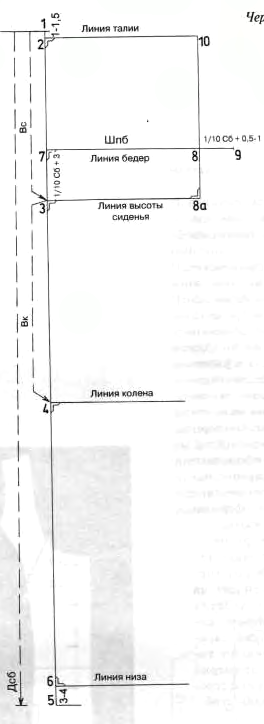 Чер
1
1-1,5
2
Линия талии
10
Вс
Шпб
1/10 Сб + 0,5-1
7
Линия бедер
8
9
1/10 Сб + 3
3
Линия высоты
сиденья
8а
Вк
Линия колена
4
Дсб
6
Линия низа
3-4
5